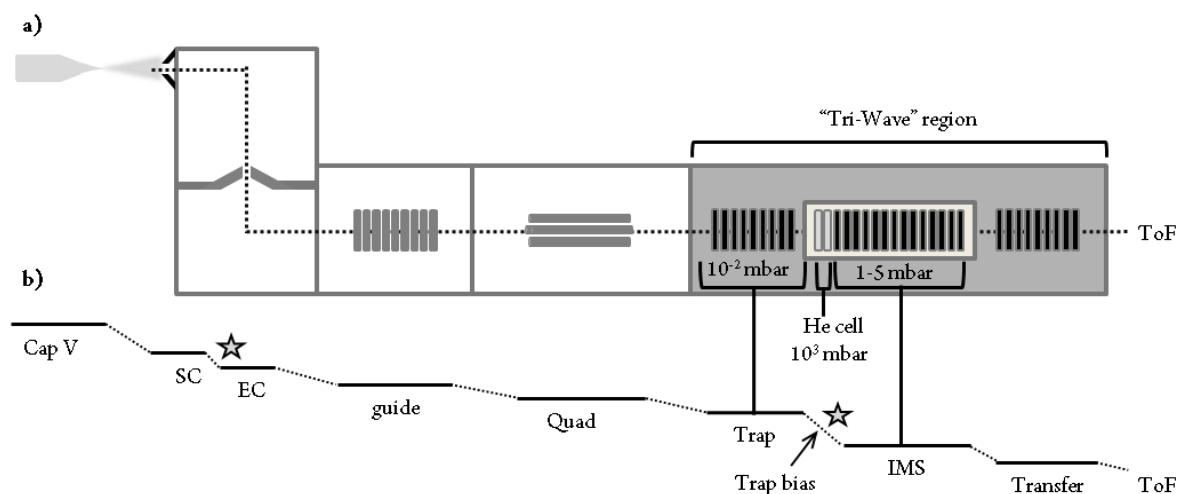 a)
"Tri-Wave" region
ToF
10⁻² mbar
1-5 mbar
He cell
10³ mbar
b)
Cap V
SC
EC
guide
Quad
Trap
Trap bias
IMS
Transfer
ToF